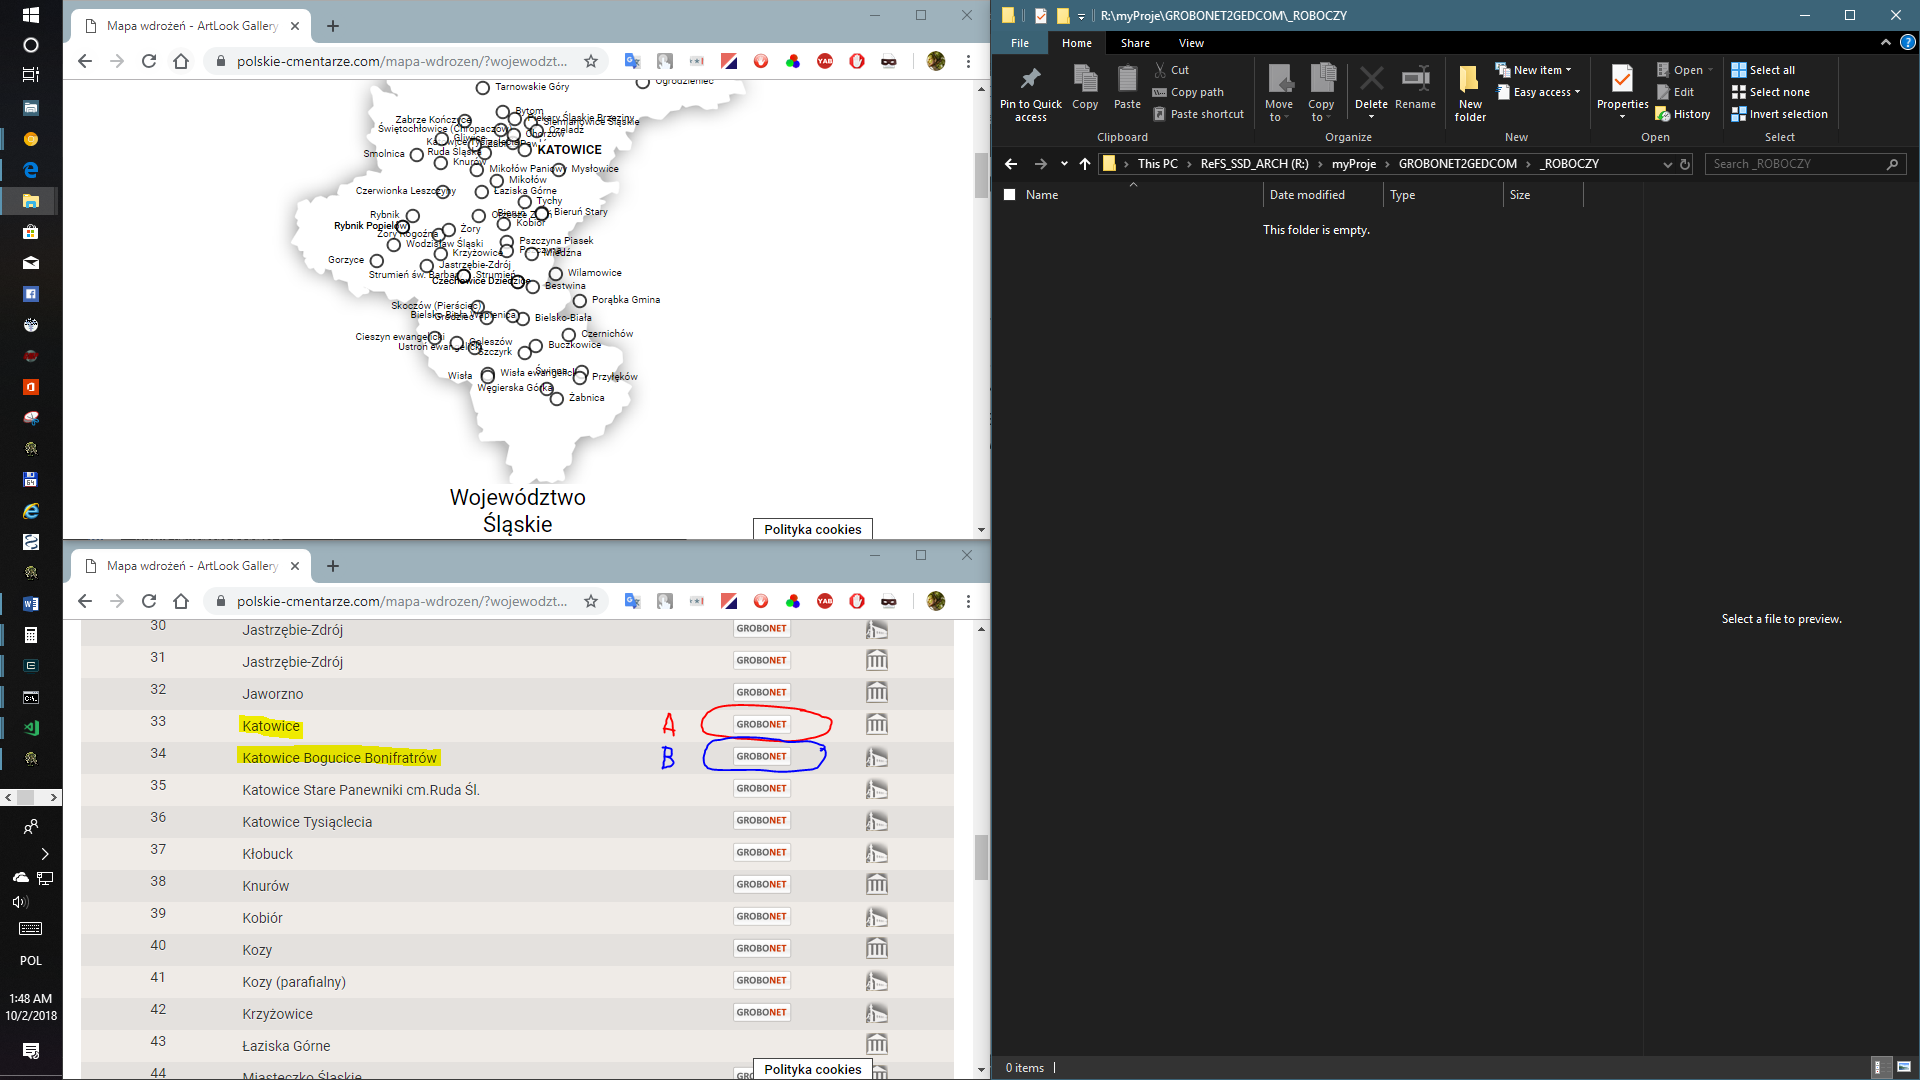 Mapa wdrożeń - ArtLook Gallery
polskie-cmentarze.com/mapa-wdrozen/?wojewodzt...
Tarnowskie Góry
Ogrodzieniec
Bytom
Zabrze Kończyce
Piekary Śląskie Brzeziny
Siemianowice Śląskie
Świętochłowice (Chropaczów)
Czeladź
Chorzów
Gliwice
KATOWICE
Smolnica
Ruda Śląska
Knurów
Mikołów Paniowy
Mysłowice
Mikołów
Czerwionka Leszczyny
Łaziska Górne
Tychy
Rybnik
Bieruń Stary
Rybnik Popielów
Kobiór
Żory
Żory Rogoźna
Wodzisław Śląski
Pszczyna Piasek
Krzyżowice
Miedźna
Gorzyce
Jastrzębie-Zdrój
Strumień św. Barbary
Strumień
Wilamowice
Czechowice Dziedzice
Bestwina
Porąbka Gmina
Skoczów (Pierściec)
Bielsko-Biała Wapienica
Grodziec
Bielsko-Biała
Cieszyn ewangelicki
Czernichów
Goleszów
Ustroń ewangelicki
Szczyrk
Buczkowice
Wisła
Wisła ewangelicki
Świnna
Przyłęków
Węgierska Górka
Żabnica
Województwo
Śląskie
Polityka cookies
Mapa wdrożeń - ArtLook Gallery
polskie-cmentarze.com/mapa-wdrozen/?wojewodzt...
30 Jastrzębie-Zdrój GROBONET
31 Jastrzębie-Zdrój GROBONET
32 Jaworzno GROBONET
33 Katowice A GROBONET
34 Katowice Bogucice Bonifratrów B GROBONET
35 Katowice Stare Panewniki cm.Ruda Śl. GROBONET
36 Katowice Tysiąclecia GROBONET
37 Kłobuck GROBONET
38 Knurów GROBONET
39 Kobiór GROBONET
40 Kozy GROBONET
41 Kozy (parafialny) GROBONET
42 Krzyżowice GROBONET
43 Łaziska Górne
44 Miasteczko Śląskie
Polityka cookies
R:\myProje\GROBONET2GEDCOM\_ROBOCZY
File Home Share View
Pin to Quick access
Copy
Paste
Cut
Copy path
Paste shortcut
Clipboard
Move to
Copy to
Delete
Rename
Organize
New folder
New item
Easy access
New
Properties
Open
Edit
History
Open
Select all
Select none
Invert selection
Select
This PC > ReFS_SSD_ARCH (R:) > myProje > GROBONET2GEDCOM > _ROBOCZY
Search _ROBOCZY
Name Date modified Type Size
This folder is empty.
Select a file to preview.
0 items
POL
1:48 AM
10/2/2018